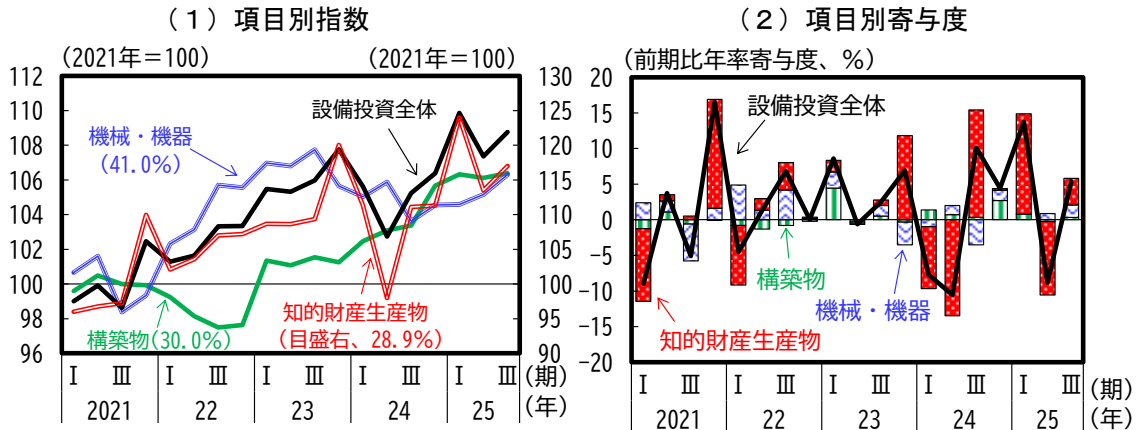 （1）項目別指数
(2021年＝100)
(2021年＝100)
112
110
108
106
104
102
100
98
96
130
125
120
115
110
105
100
95
90
設備投資全体
機械・機器
(41.0%)
構築物(30.0%)
知的財産生産物
(目盛右、28.9%)
Ⅰ Ⅲ Ⅰ Ⅲ Ⅰ Ⅲ Ⅰ Ⅲ Ⅰ Ⅲ (期)
2021 22 23 24 25 (年)
（2）項目別寄与度
(前期比年率寄与度、%)
20
15
10
5
0
−5
−10
−15
−20
設備投資全体
構築物
機械・機器
知的財産生産物
Ⅰ Ⅲ Ⅰ Ⅲ Ⅰ Ⅲ Ⅰ Ⅲ Ⅰ Ⅲ (期)
2021 22 23 24 25 (年)